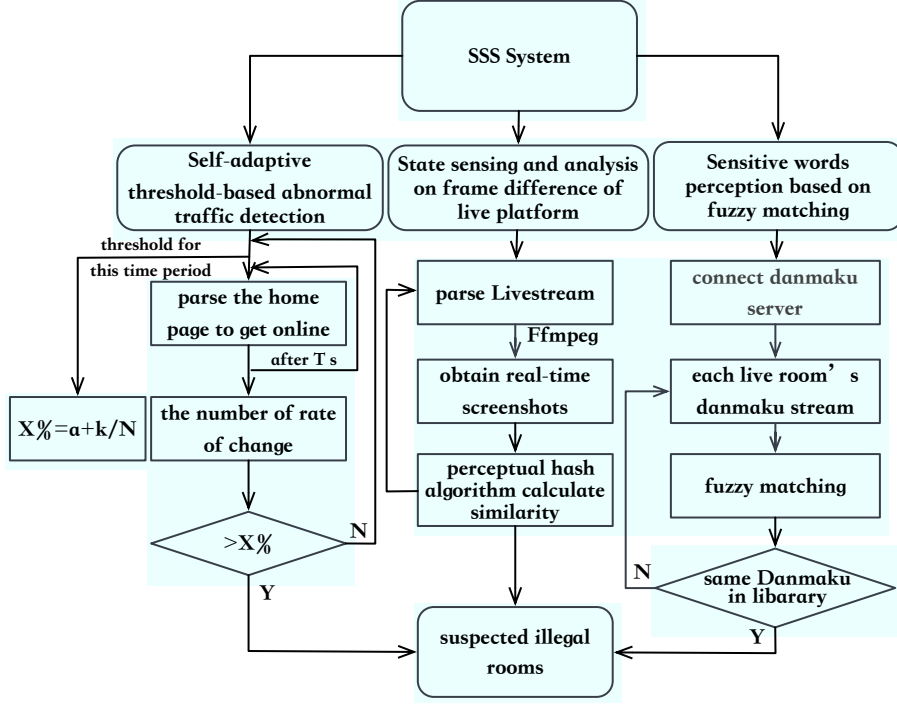 SSS System
Self-adaptive
threshold-based abnormal
traffic detection
State sensing and analysis
on frame difference of
live platform
Sensitive words
perception based on
fuzzy matching
threshold for
this time period
parse the home
page to get online
after T s
X%=a+k/N
the number of rate
of change
>X%
N
Y
parse Livestream
Ffmpeg
obtain real-time
screenshots
perceptual hash
algorithm calculate
similarity
connect danmaku
server
each live room’s
danmaku stream
fuzzy matching
same Danmaku
in libarary
N
Y
suspected illegal
rooms